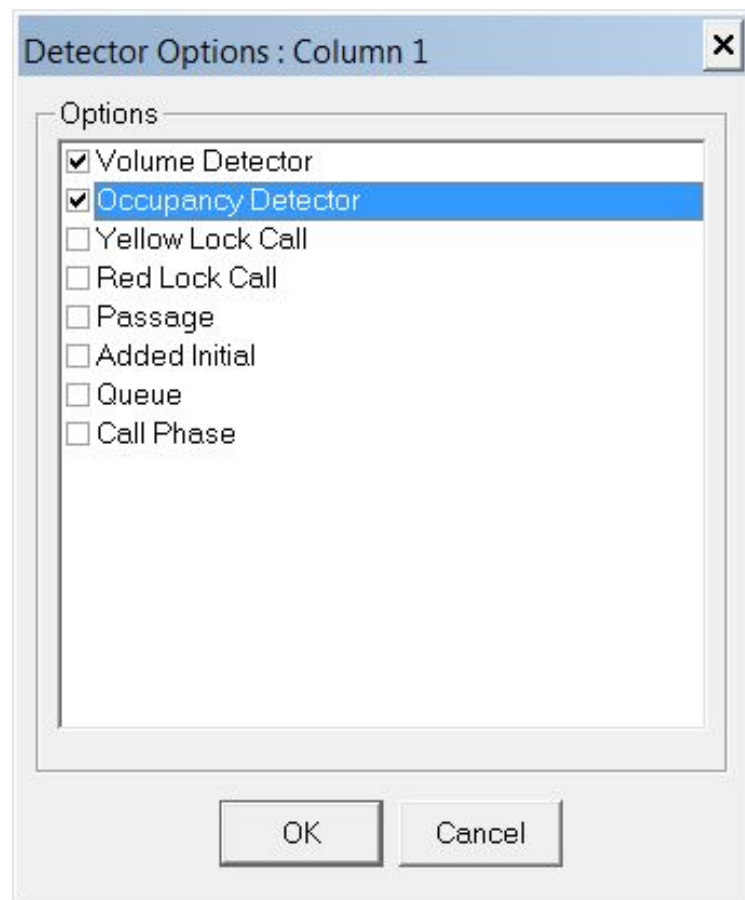 Detector Options : Column 1
Options
Volume Detector
Occupancy Detector
Yellow Lock Call
Red Lock Call
Passage
Added Initial
Queue
Call Phase
OK Cancel